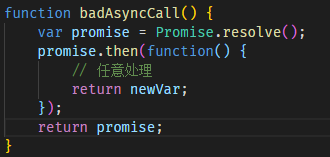 function badAsyncCall() {
    var promise = Promise.resolve();
    promise.then(function() {
        // 任意处理
        return newVar;
    });
    return promise;
}